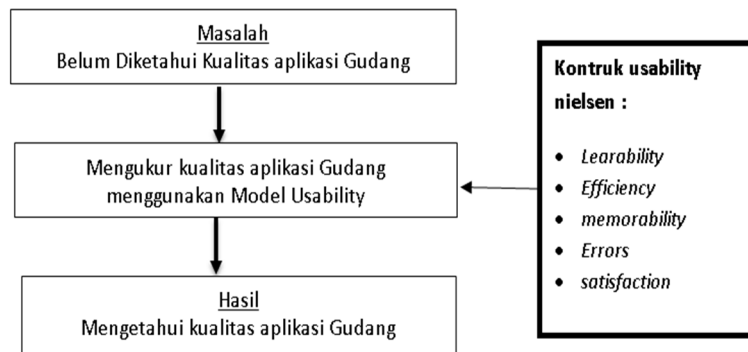 Masalah
Belum Diketahui Kualitas aplikasi Gudang
Mengukur kualitas aplikasi Gudang
menggunakan Model Usability
Hasil
Mengetahui kualitas aplikasi Gudang
Kontruk usability
nielsen :
• Learability
• Efficiency
• memorability
• Errors
• satisfaction